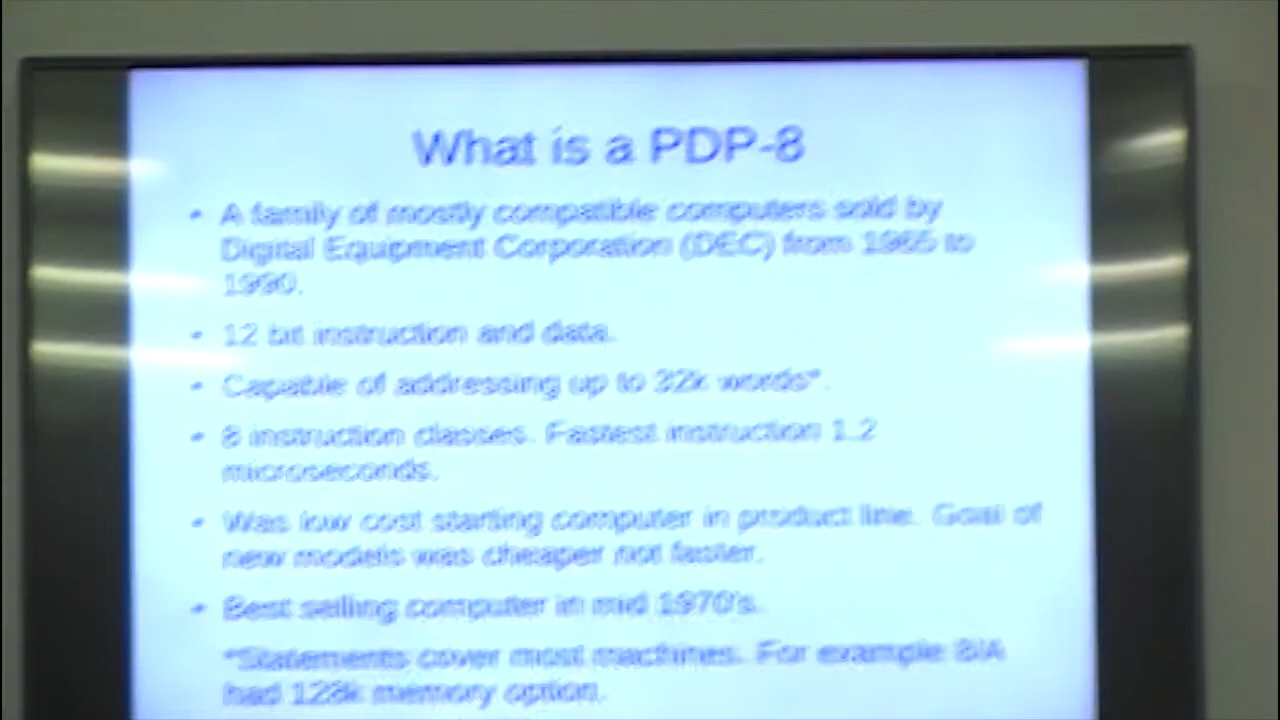 What is a PDP-8
• A family of mostly compatible computers sold by
Digital Equipment Corporation (DEC) from 1965 to
1990.
• 12 bit instruction and data.
• Capable of addressing up to 32k words*.
• 8 instruction classes. Fastest instruction 1.2
microseconds.
• Was low cost starting computer in product line. Goal of
new models was cheaper not faster.
• Best selling computer in mid 1970's.
*Statements cover most machines. For example 8/A
had 128k memory option.